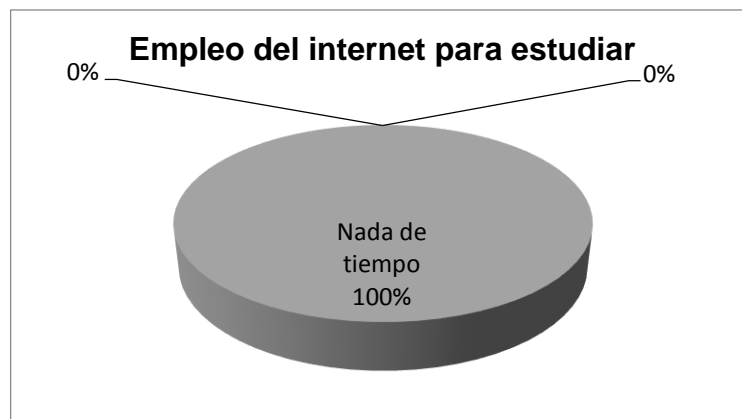 Empleo del internet para estudiar
0%
0%
Nada de
tiempo
100%